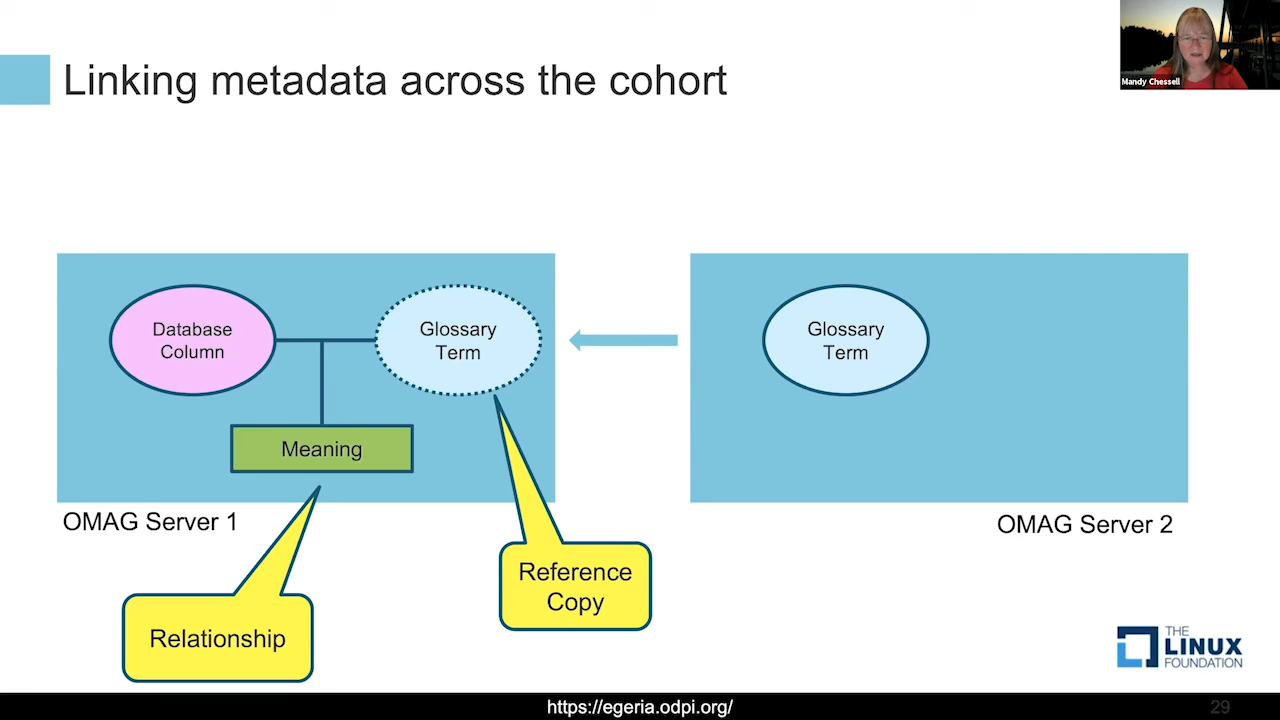 Linking metadata across the cohort
Mandy Chessell
Database
Column
Glossary
Term
Glossary
Term
Meaning
OMAG Server 1
OMAG Server 2
Reference
Copy
Relationship
THE
LINUX
FOUNDATION
https://egeria.odpi.org/
29